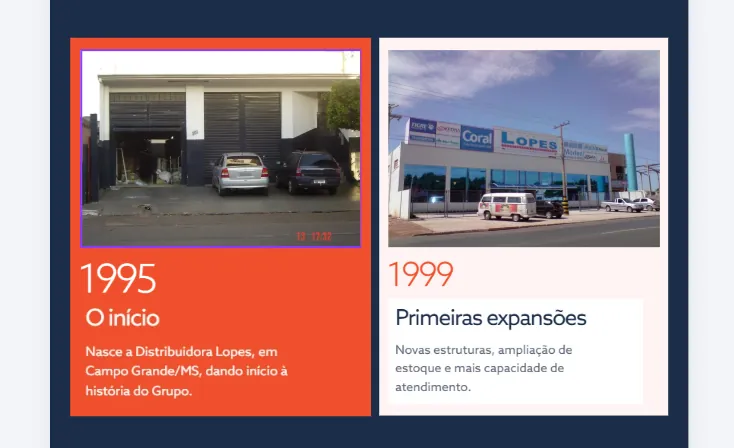 Coral
LOPES
13 17:32
1995
O início
Nasce a Distribuidora Lopes, em
Campo Grande/MS, dando início à
história do Grupo.
1999
Primeiras expansões
Novas estruturas, ampliação de
estoque e mais capacidade de
atendimento.